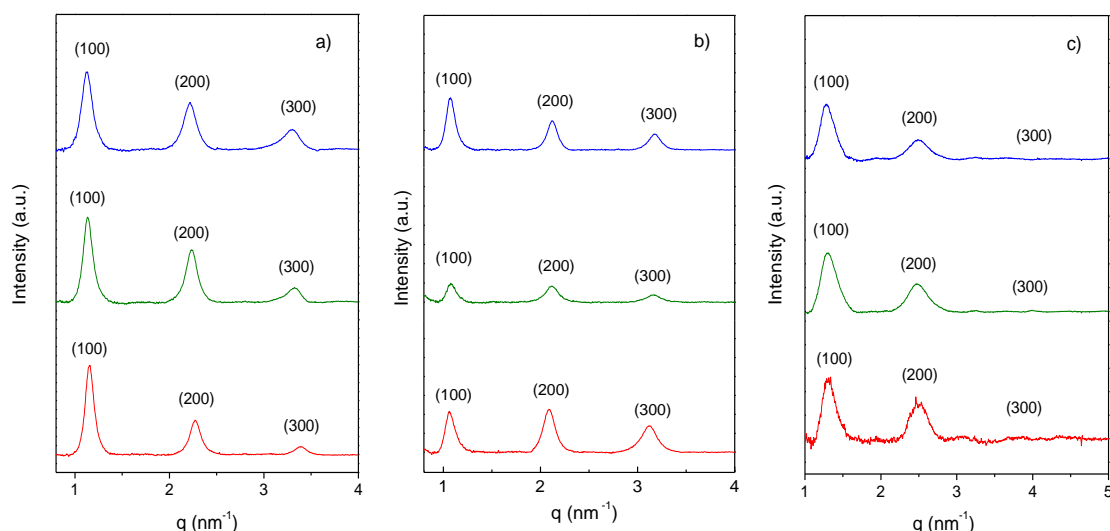 a)
(100)
(200)
(300)
(100)
(200)
(300)
(100)
(200)
(300)
Intensity (a.u.)
1 2 3 4
q (nm⁻¹)
b)
(100)
(200)
(300)
(100)
(200)
(300)
(100)
(200)
(300)
Intensity (a.u.)
1 2 3 4
q (nm⁻¹)
c)
(100)
(200)
(300)
(100)
(200)
(300)
(100)
(200)
(300)
Intensity (a.u.)
1 2 3 4 5
q (nm⁻¹)